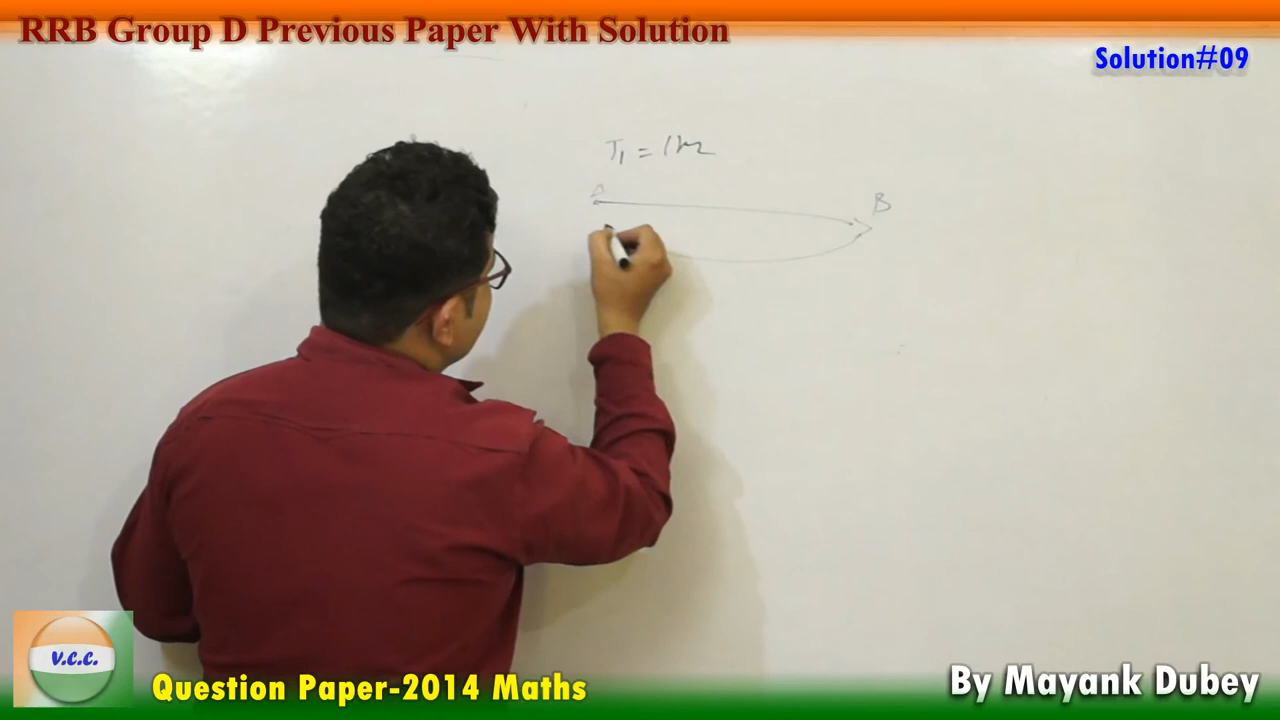 RRB Group D Previous Paper With Solution
Solution#09
T₁ = 1hr
A
B
V.C.C.
Question Paper-2014 Maths
By Mayank Dubey